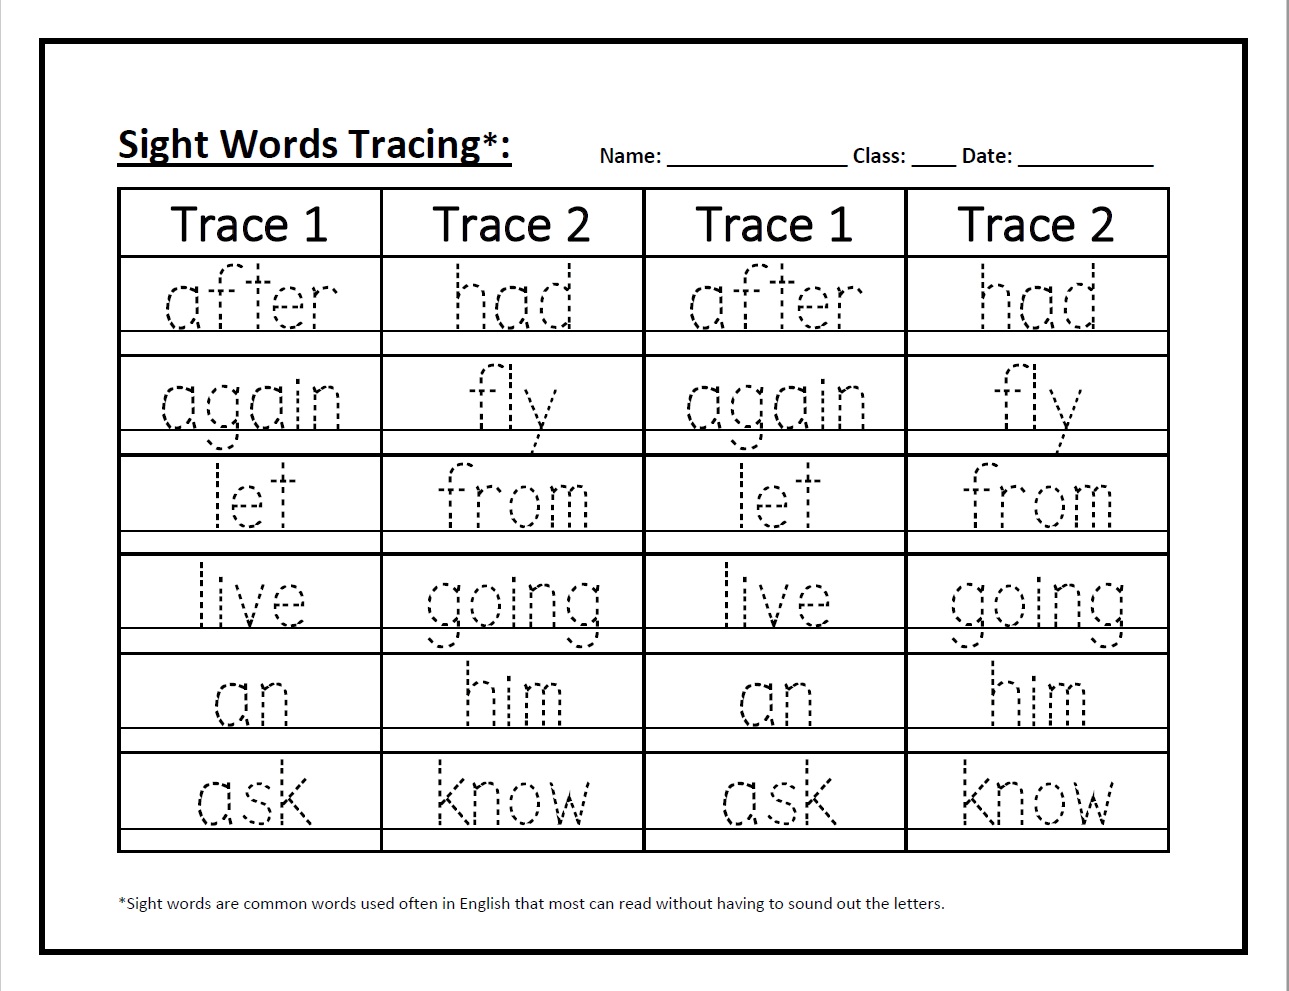 Sight Words Tracing*:
Name: ________________ Class: ____ Date: ____________
Trace 1 Trace 2 Trace 1 Trace 2
after had after had
again fly again fly
let from let from
live going live going
an him an him
ask know ask know
*Sight words are common words used often in English that most can read without having to sound out the letters.